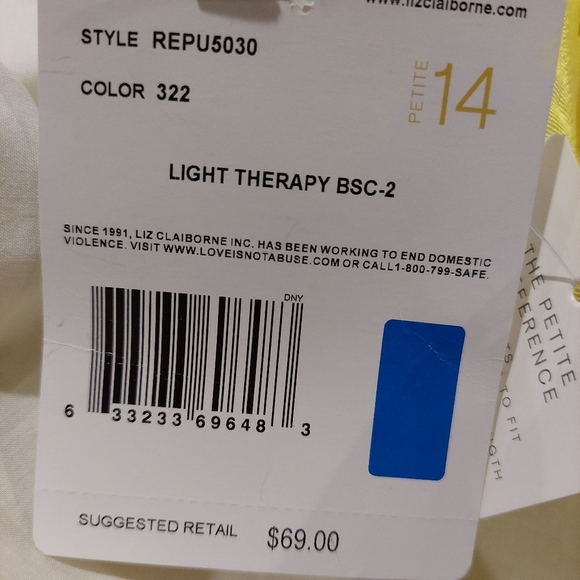 www.lizclaiborne.com
STYLE REPU5030
PETITE 14
COLOR 322
LIGHT THERAPY BSC-2
SINCE 1991, LIZ CLAIBORNE INC. HAS BEEN WORKING TO END DOMESTIC
VIOLENCE. VISIT WWW.LOVEISNOTABUSE.COM OR CALL1-800-799-SAFE.
DNY
6 33233 69648 3
SUGGESTED RETAIL $69.00
THE PETITE
TO FIT